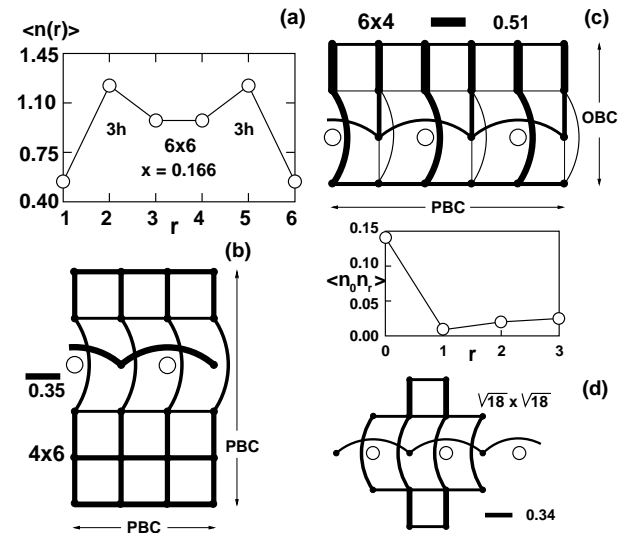 (a)
<n(r)>
1.45
1.10
0.75
0.40
3h
3h
6x6
x = 0.166
1 2 3 4 5 6
r
(b)
0.35
4x6
PBC
PBC
6x4 0.51 (c)
OBC
PBC
0.15
0.10
<n₀nᵣ>
0.05
0.00
0 1 2 3
r
(d)
√18 x √18
0.34